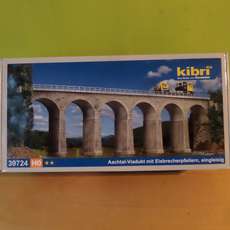 kibri
39724 H0
Aachtal-Viadukt mit Eisbrecherpfeilern, eingleisig